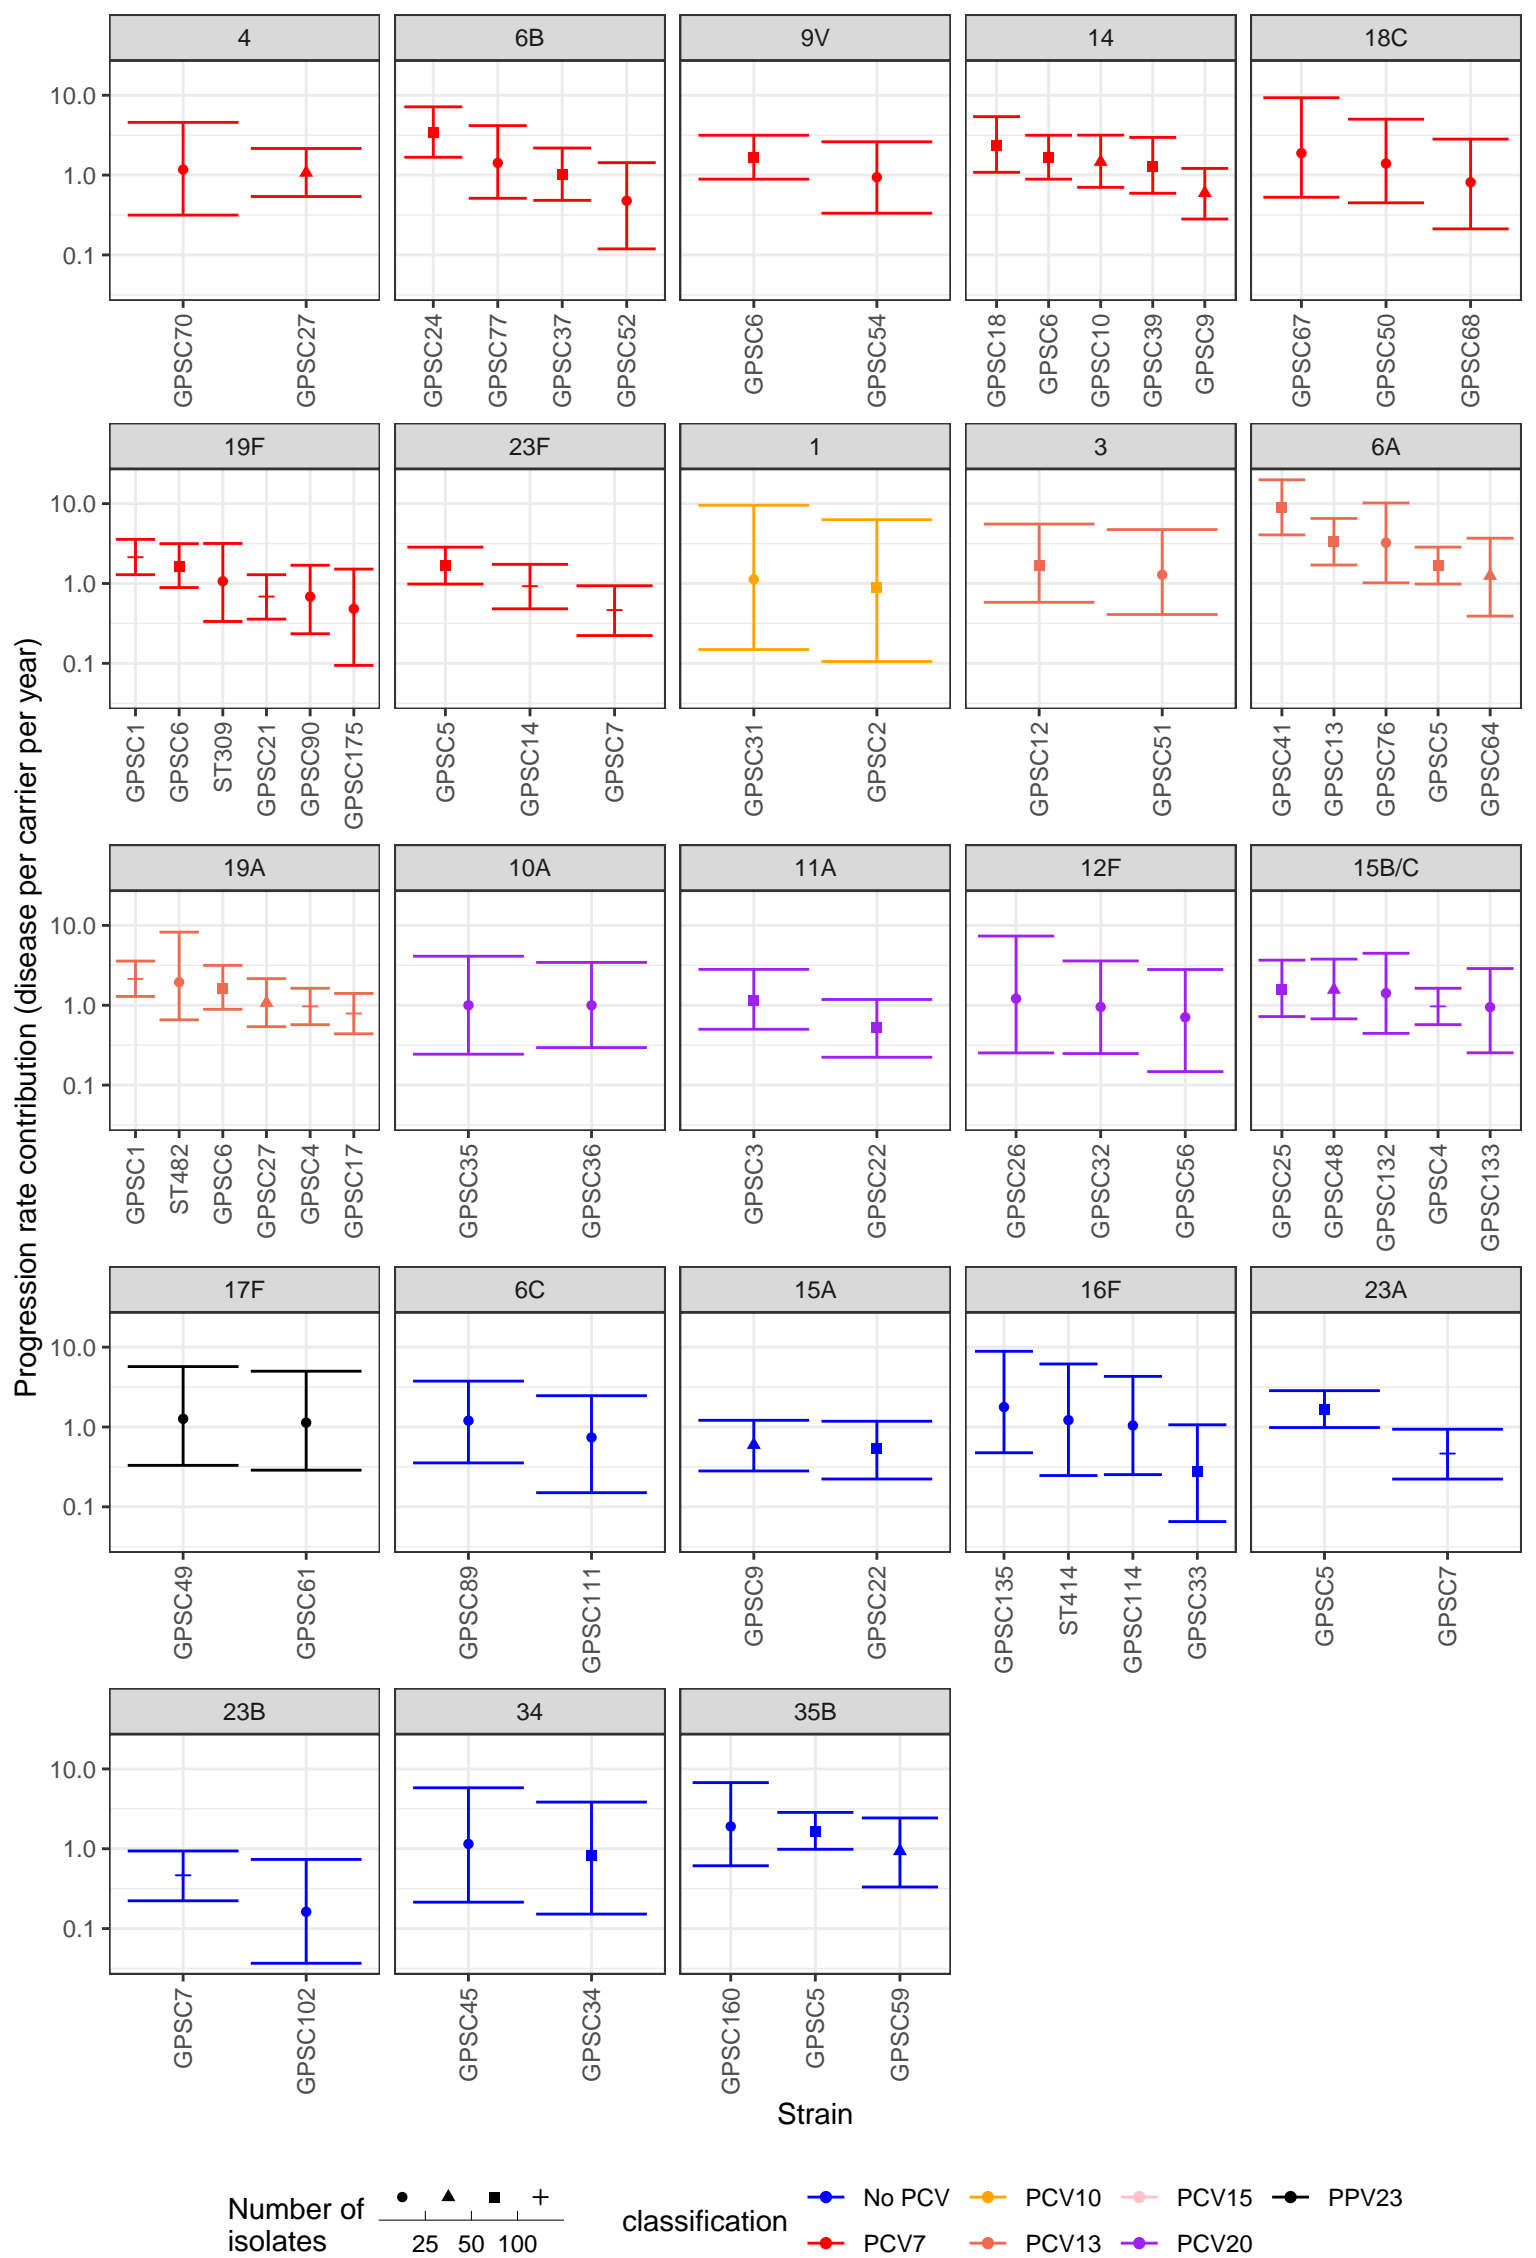 4 6B 9V 14 18C
10.0
1.0
0.1
GPSC70 GPSC27 GPSC24 GPSC77 GPSC37 GPSC52 GPSC6 GPSC54 GPSC18 GPSC6 GPSC10 GPSC39 GPSC9 GPSC67 GPSC50 GPSC68
19F 23F 1 3 6A
10.0
1.0
0.1
GPSC1 GPSC6 ST309 GPSC21 GPSC90 GPSC175 GPSC5 GPSC14 GPSC7 GPSC31 GPSC2 GPSC12 GPSC51 GPSC41 GPSC13 GPSC76 GPSC5 GPSC64
Progression rate contribution (disease per carrier per year)
19A 10A 11A 12F 15B/C
10.0
1.0
0.1
GPSC1 ST482 GPSC6 GPSC27 GPSC4 GPSC17 GPSC35 GPSC36 GPSC3 GPSC22 GPSC26 GPSC32 GPSC56 GPSC25 GPSC48 GPSC132 GPSC4 GPSC133
17F 6C 15A 16F 23A
10.0
1.0
0.1
GPSC49 GPSC61 GPSC89 GPSC111 GPSC9 GPSC22 GPSC135 ST414 GPSC114 GPSC33 GPSC5 GPSC7
23B 34 35B
10.0
1.0
0.1
GPSC7 GPSC102 GPSC45 GPSC34 GPSC160 GPSC5 GPSC59
Strain
Number of
isolates
25 50 100
classification
No PCV PCV10 PCV15 PPV23
PCV7 PCV13 PCV20